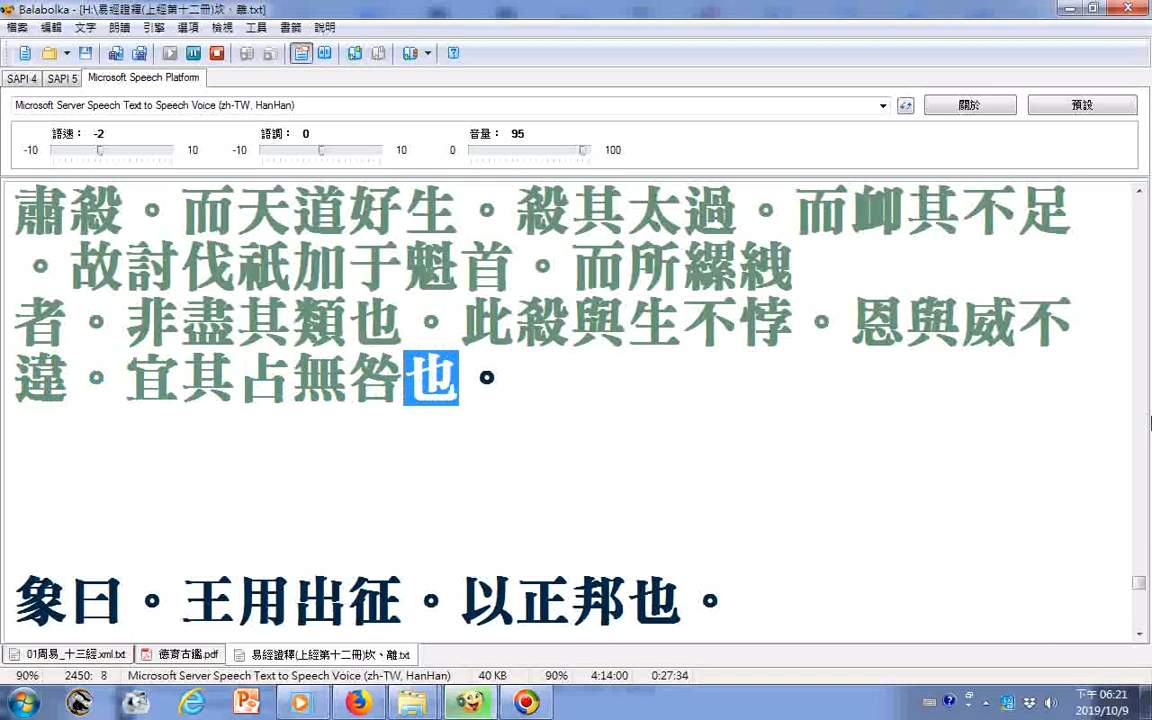 Balabolka - [H:\易經證釋(上經第十二冊)坎、離.txt]
檔案 編輯 文字 朗讀 引擎 選項 檢視 工具 書籤 說明
SAPI 4 SAPI 5 Microsoft Speech Platform
Microsoft Server Speech Text to Speech Voice (zh-TW, HanHan) 關於 預設
語速： -2 語調： 0 音量： 95
-10 10 -10 10 0 100
肅殺。而天道好生。殺其太過。而卹其不足
。故討伐祇加于魁首。而所縲絏
者。非盡其類也。此殺與生不悖。恩與威不
違。宜其占無咎也。
象曰。王用出征。以正邦也。
01周易_十三經.xml.txt 德育古鑑.pdf 易經證釋(上經第十二冊)坎、離.txt
90% 2450: 8 Microsoft Server Speech Text to Speech Voice (zh-TW, HanHan) 40 KB 90% 4:14:00 0:27:34
下午 06:21
2019/10/9